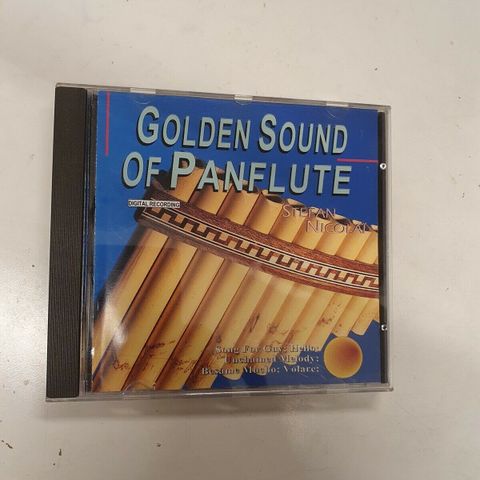 GOLDEN SOUND
OF PANFLUTE
DIGITAL RECORDING
STEFAN
NICOLAI
Song For Guy; Hello;
Unchained Melody;
Besame Mucho; Volare;